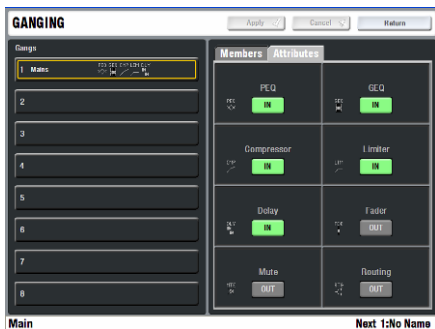 GANGING
Apply
Cancel
Return
Gangs
Members
Attributes
1 Mains
2
3
4
5
6
7
8
PEQ
IN
GEQ
IN
Compressor
IN
Limiter
IN
Delay
IN
Fader
OUT
Mute
OUT
Routing
OUT
Main
Next 1:No Name